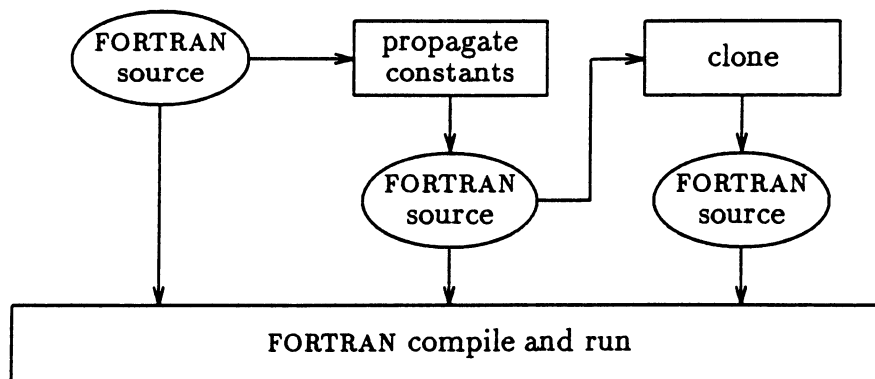 FORTRAN
source
propagate
constants
clone
FORTRAN
source
FORTRAN
source
FORTRAN compile and run